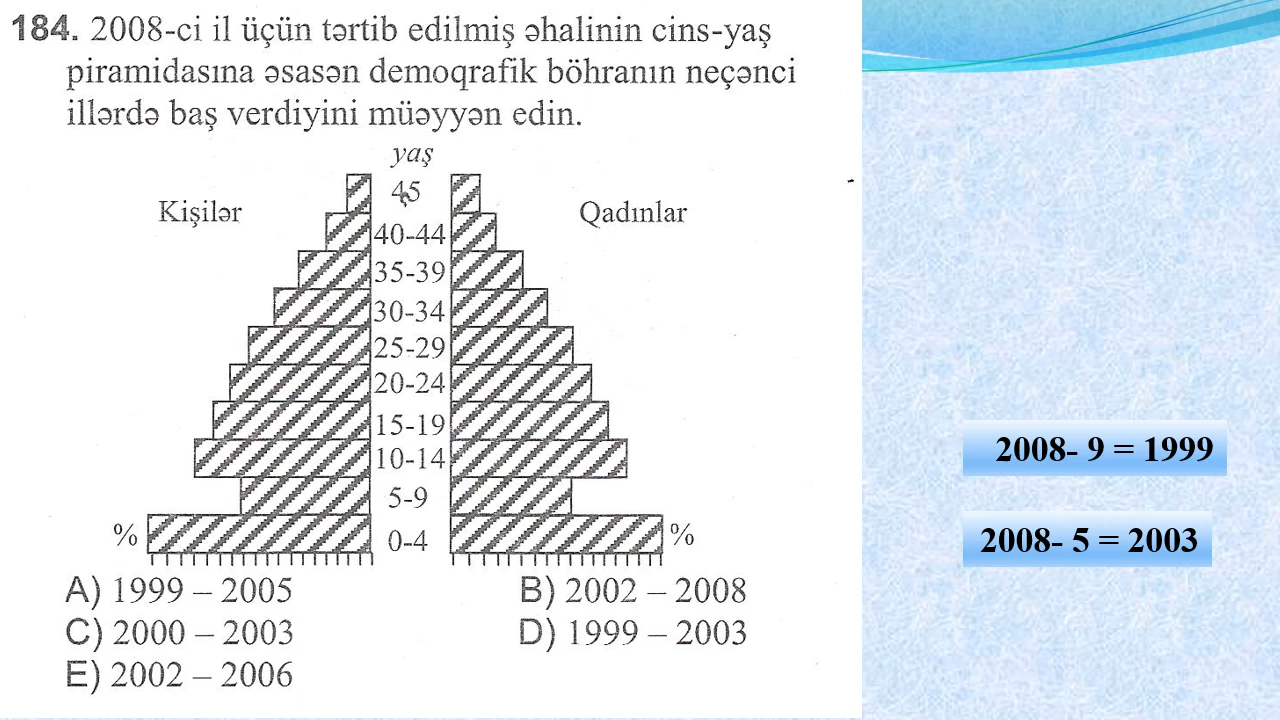 184. 2008-ci il üçün tərtib edilmiş əhalinin cins-yaş
piramidasına əsasən demoqrafik böhranın neçənci
illərdə baş verdiyini müəyyən edin.
yaş
45
Kişilər
Qadınlar
40-44
35-39
30-34
25-29
20-24
15-19
10-14
5-9
% 0-4 %
A) 1999 – 2005 B) 2002 – 2008
C) 2000 – 2003 D) 1999 – 2003
E) 2002 – 2006
2008- 9 = 1999
2008- 5 = 2003